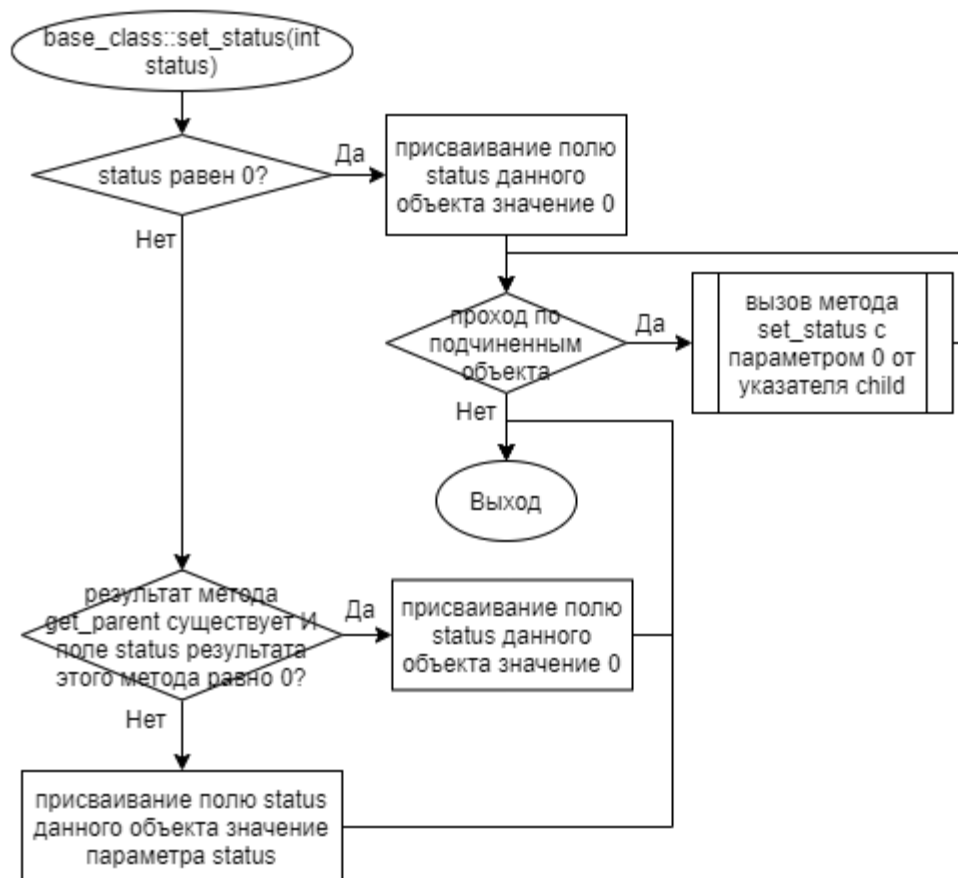 base_class::set_status(int
status)
status равен 0?
Да
присваивание полю
status данного
объекта значение 0
Нет
проход по
подчиненным
объекта
Да
вызов метода
set_status с
параметром 0 от
указателя child
Нет
Выход
результат метода
get_parent существует И
поле status результата
этого метода равно 0?
Да
присваивание полю
status данного
объекта значение 0
Нет
присваивание полю status
данного объекта значение
параметра status